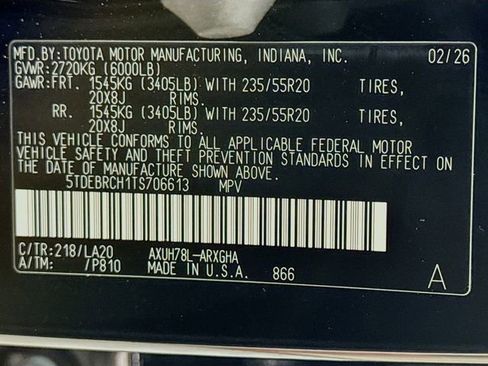 MFD.BY:TOYOTA MOTOR MANUFACTURING, INDIANA, INC. 02/26
GVWR:2720KG (6000LB)
GAWR:FRT. 1545KG (3405LB) WITH 235/55R20 TIRES,
20X8J RIMS.
RR. 1545KG (3405LB) WITH 235/55R20 TIRES,
20X8J RIMS.
THIS VEHICLE CONFORMS TO ALL APPLICABLE FEDERAL MOTOR
VEHICLE SAFETY AND THEFT PREVENTION STANDARDS IN EFFECT ON
THE DATE OF MANUFACTURE SHOWN ABOVE.
5TDEBRCH1TS706613 MPV
C/TR:218/LA20 AXUH78L-ARXGHA
A/TM: /P810 MADE IN U.S.A. 866 A